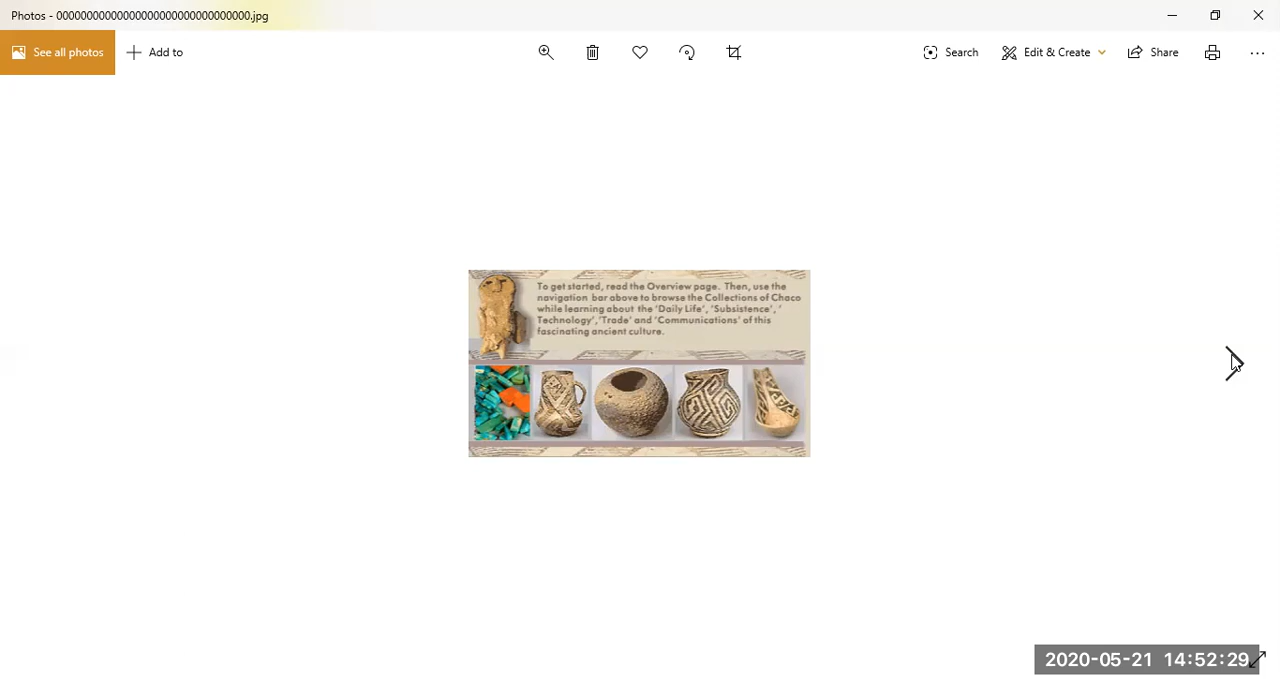 Photos - 00000000000000000000000000000000.jpg
See all photos
Add to
Search
Edit & Create
Share
To get started, read the Overview page. Then, use the
navigation bar above to browse the Collections of Chaco
while learning about the 'Daily Life', 'Subsistence', '
Technology', 'Trade' and 'Communications' of this
fascinating ancient culture.
2020-05-21 14:52:29